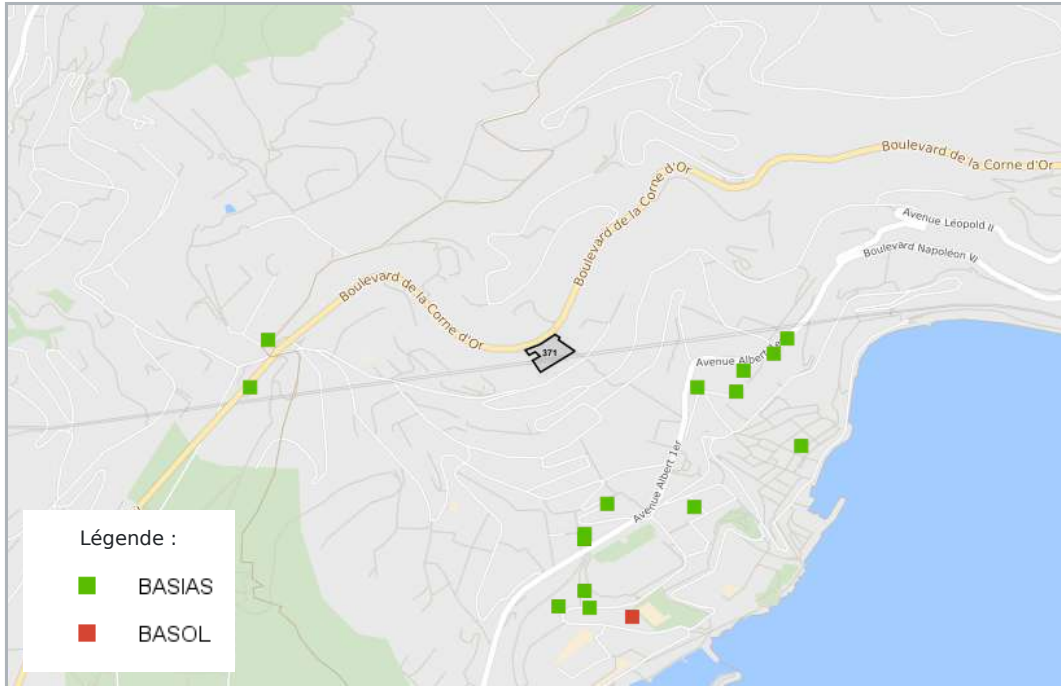 Boulevard de la Corne d'Or
Boulevard de la Corne d'Or
Boulevard de la Corne d'Or
Avenue Léopold II
Boulevard Napoléon
371
Avenue Albert
Avenue Albert 1er
Légende :
BASIAS
BASOL